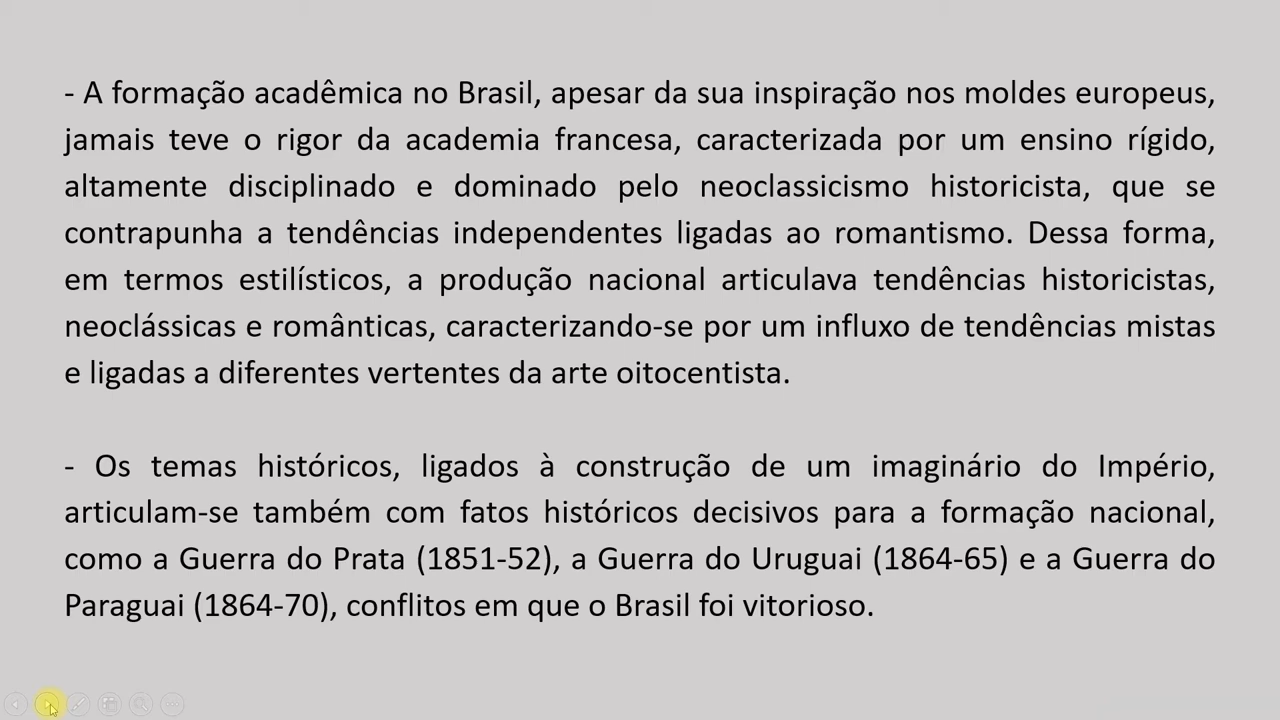 - A formação acadêmica no Brasil, apesar da sua inspiração nos moldes europeus,
jamais teve o rigor da academia francesa, caracterizada por um ensino rígido,
altamente disciplinado e dominado pelo neoclassicismo historicista, que se
contrapunha a tendências independentes ligadas ao romantismo. Dessa forma,
em termos estilísticos, a produção nacional articulava tendências historicistas,
neoclássicas e românticas, caracterizando-se por um influxo de tendências mistas
e ligadas a diferentes vertentes da arte oitocentista.
- Os temas históricos, ligados à construção de um imaginário do Império,
articulam-se também com fatos históricos decisivos para a formação nacional,
como a Guerra do Prata (1851-52), a Guerra do Uruguai (1864-65) e a Guerra do
Paraguai (1864-70), conflitos em que o Brasil foi vitorioso.